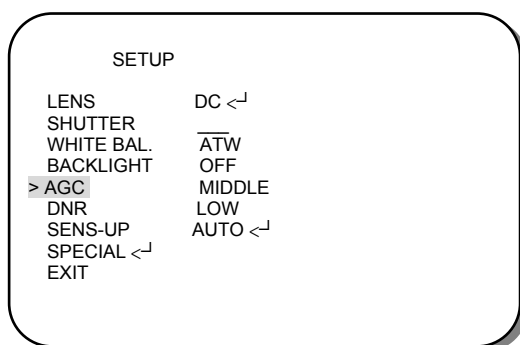 SETUP
LENS DC ↵
SHUTTER ___
WHITE BAL. ATW
BACKLIGHT OFF
> AGC MIDDLE
DNR LOW
SENS-UP AUTO ↵
SPECIAL ↵
EXIT